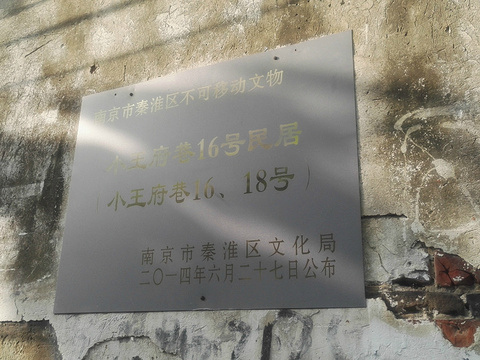 南京市秦淮区不可移动文物
小王府巷16号民居
（小王府巷16、18号）
南京市秦淮区文化局
二〇一四年六月二十七日公布